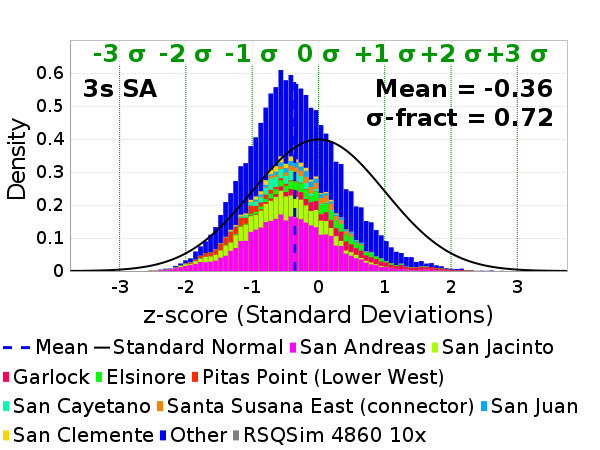 -3 σ -2 σ -1 σ 0 σ +1 σ +2 σ +3 σ
3s SA
Mean = -0.36
σ-fract = 0.72
Density
0.6
0.5
0.4
0.3
0.2
0.1
0
-3 -2 -1 0 1 2 3
z-score (Standard Deviations)
Mean Standard Normal San Andreas San Jacinto
Garlock Elsinore Pitas Point (Lower West)
San Cayetano Santa Susana East (connector) San Juan
San Clemente Other RSQSim 4860 10x